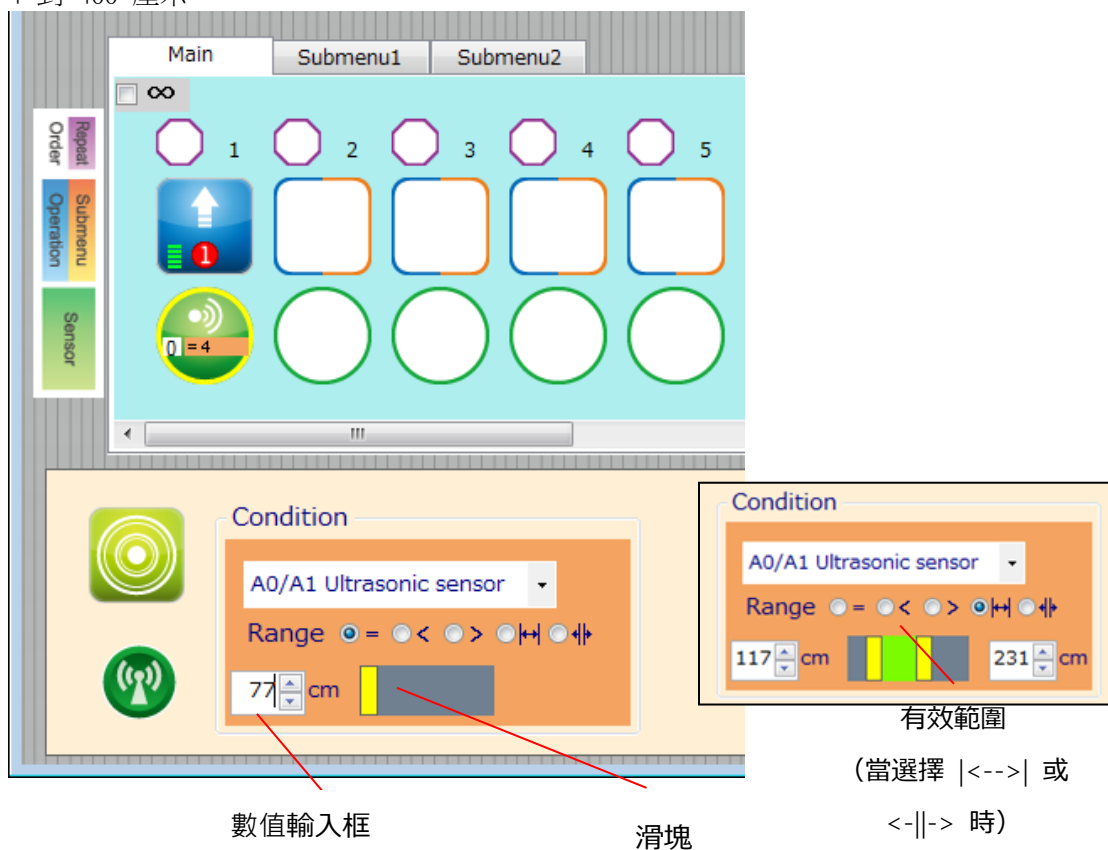 Main Submenu1 Submenu2
∞
1 2 3 4 5
Repeat
Order
Submenu
Operation
1
Sensor
0 = 4
Condition
A0/A1 Ultrasonic sensor
Range = < > |↔| ◂||▸
77 cm
Condition
A0/A1 Ultrasonic sensor
Range = < > |↔| ◂||▸
117 cm 231 cm
有效範圍
(當選擇 |<-->| 或
<-||-> 時)
數值輸入框
滑塊